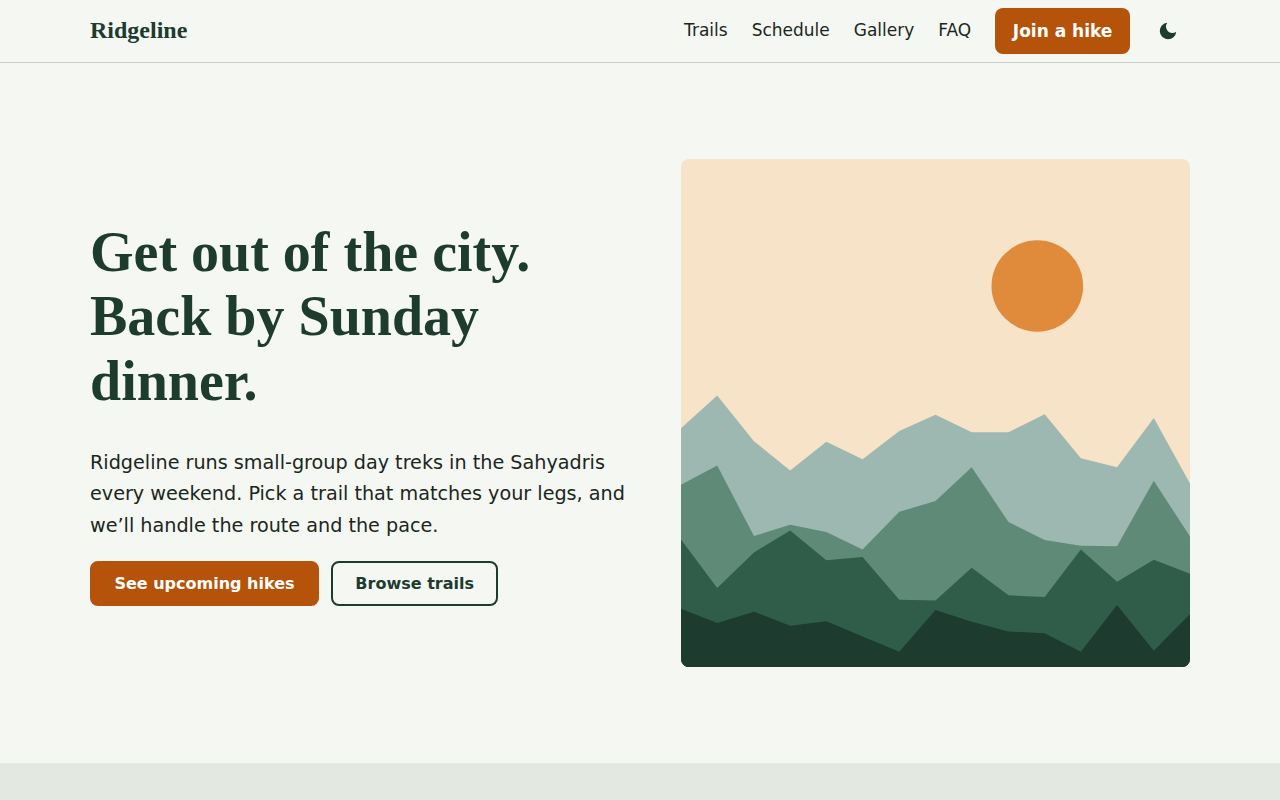 Ridgeline
Trails Schedule Gallery FAQ Join a hike
Get out of the city.
Back by Sunday
dinner.
Ridgeline runs small-group day treks in the Sahyadris
every weekend. Pick a trail that matches your legs, and
we’ll handle the route and the pace.
See upcoming hikes Browse trails